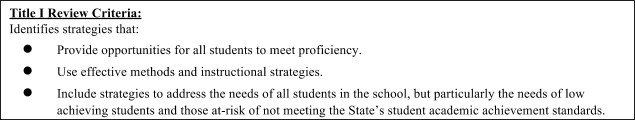 Title I Review Criteria:
Identifies strategies that:
● Provide opportunities for all students to meet proficiency.
● Use effective methods and instructional strategies.
● Include strategies to address the needs of all students in the school, but particularly the needs of low
achieving students and those at-risk of not meeting the State's student academic achievement standards.